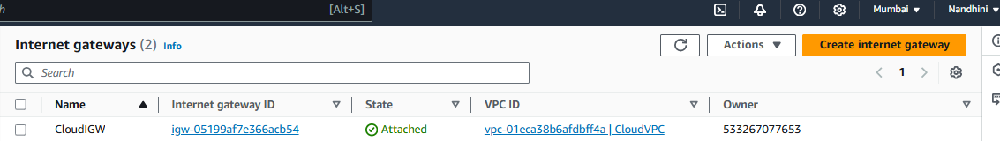 [Alt+S] Mumbai Nandhini
Internet gateways (2) Info Actions Create internet gateway
Search 1
Name Internet gateway ID State VPC ID Owner
CloudIGW igw-05199af7e366acb54 Attached vpc-01eca38b6afdbff4a | CloudVPC 533267077653